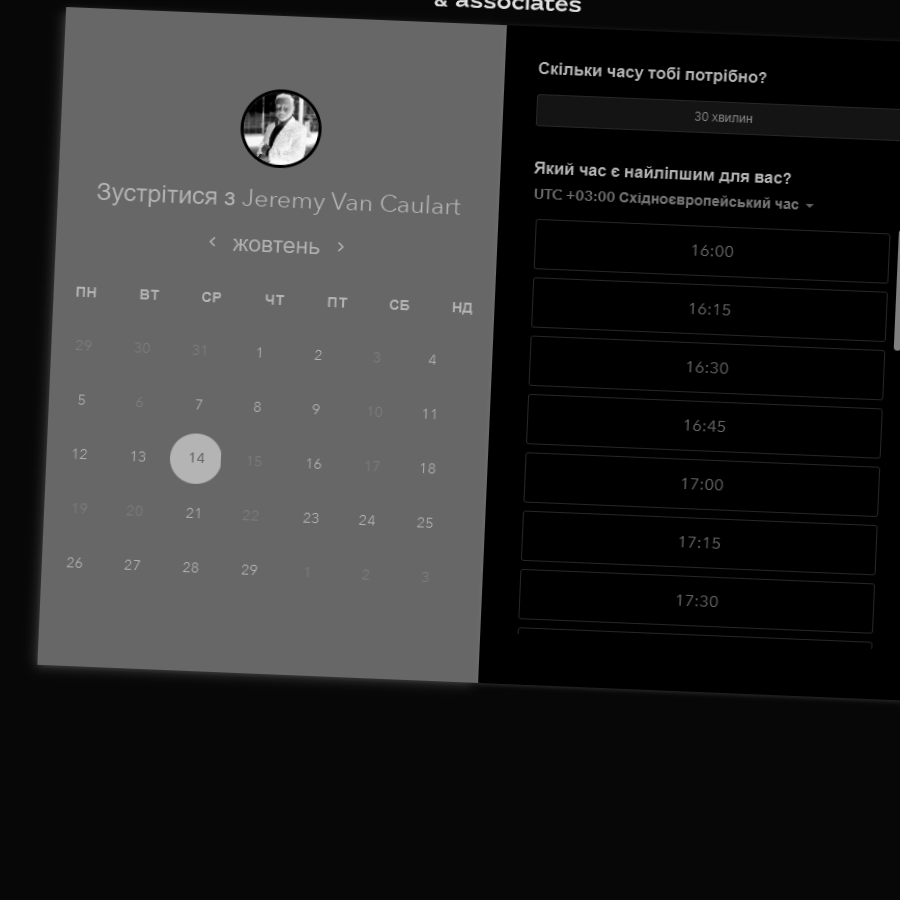 & associates
Зустрітися з Jeremy Van Caulart
жовтень
ПН ВТ СР ЧТ ПТ СБ НД
29 30 31 1 2 3 4
5 6 7 8 9 10 11
12 13 14 15 16 17 18
19 20 21 22 23 24 25
26 27 28 29 1 2 3
Скільки часу тобі потрібно?
30 хвилин
Який час є найліпшим для вас?
UTC +03:00 Східноєвропейський час
16:00
16:15
16:30
16:45
17:00
17:15
17:30